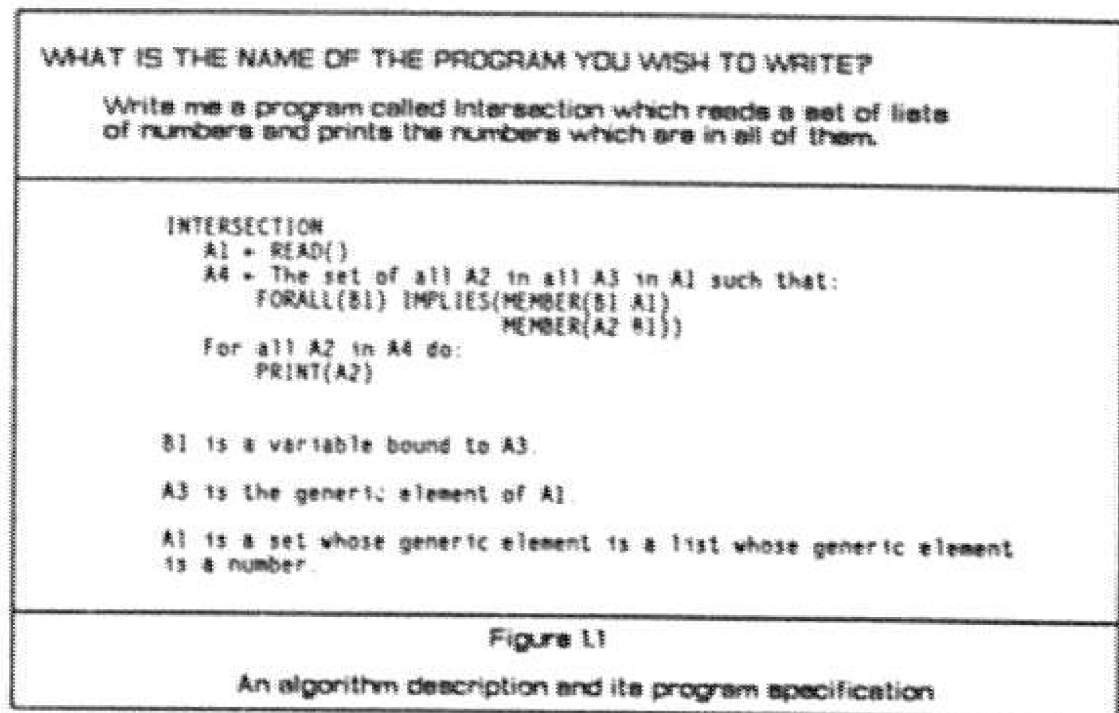 WHAT IS THE NAME OF THE PROGRAM YOU WISH TO WRITE?
Write me a program called Intersection which reads a set of lists
of numbers and prints the numbers which are in all of them.
INTERSECTION
A1 ← READ()
A4 ← The set of all A2 in all A3 in A1 such that:
FORALL(B1) IMPLIES(MEMBER(B1 A1)
MEMBER(A2 B1))
For all A2 in A4 do:
PRINT(A2)
B1 is a variable bound to A3.
A3 is the generic element of A1.
A1 is a set whose generic element is a list whose generic element
is a number.
Figure 1.1
An algorithm description and its program specification